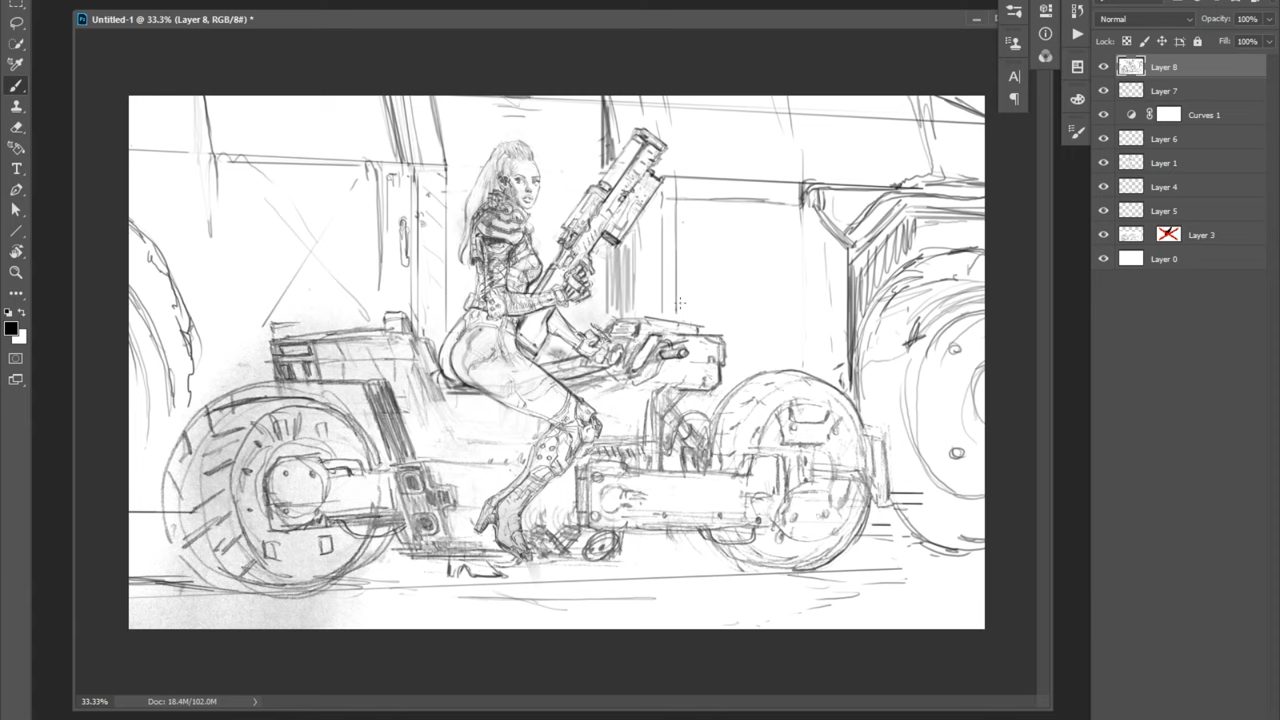 Ps Untitled-1 @ 33.3% (Layer 8, RGB/8#) *
Normal
Opacity: 100%
Lock:
Fill: 100%
Layer 8
Layer 7
Curves 1
Layer 6
Layer 1
Layer 4
Layer 5
Layer 3
Layer 0
33.33%
Doc: 18.4M/102.0M